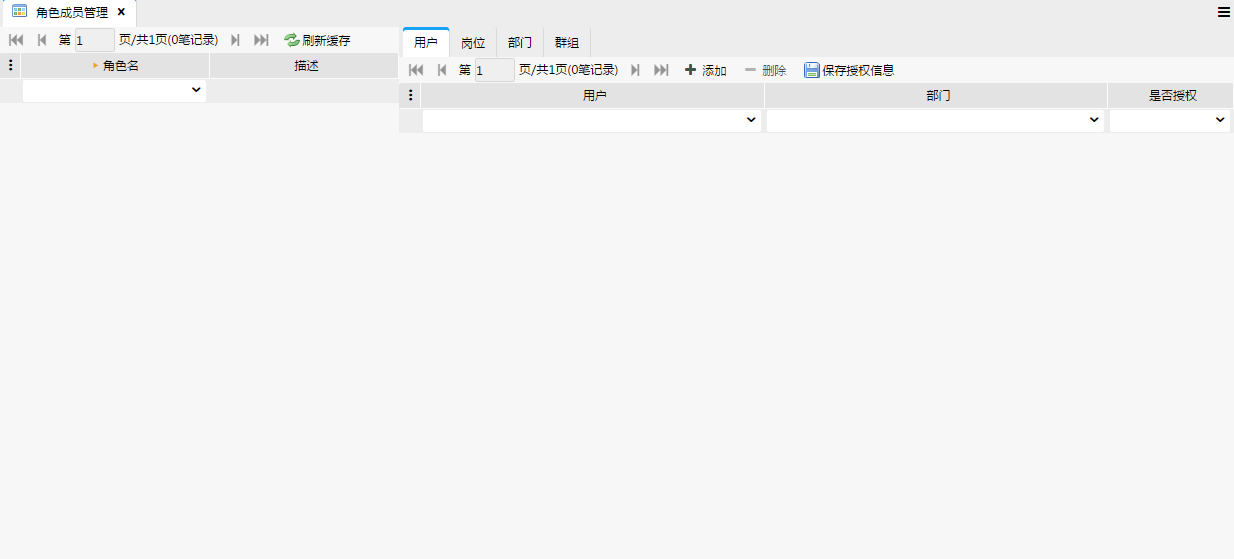 角色成员管理
第 1 页/共1页(0笔记录) 刷新缓存
角色名 描述
用户 岗位 部门 群组
第 1 页/共1页(0笔记录) 添加 删除 保存授权信息
用户 部门 是否授权